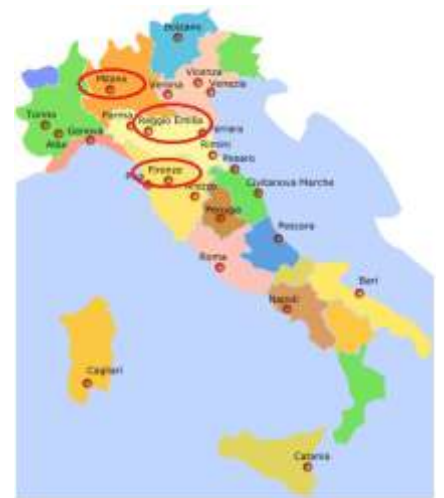 Bolzano
Milano
Vicenza
Verona
Venezia
Torino
Parma
Reggio Emilia
Ferrara
Alba
Genova
Rimini
Firenze
Pesaro
Pisa
Arezzo
Civitanova Marche
Perugia
Pescara
Roma
Bari
Napoli
Cagliari
Catania